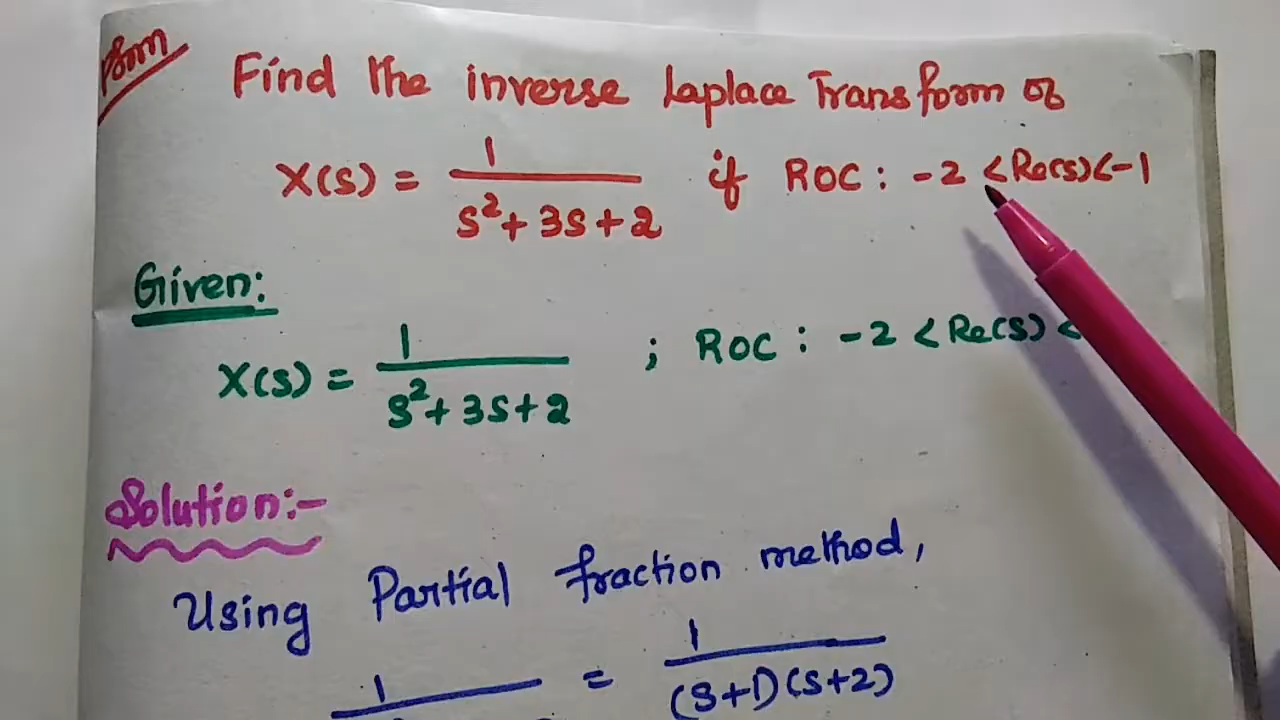 Pbm
Find the inverse Laplace Transform of
X(s) = 1 / s²+3s+2 if ROC : -2 <Re(s)<-1
Given:
X(s) = 1 / s²+3s+2 ; ROC : -2 < Re(s) <
Solution:-
Using Partial fraction method,
1 = 1 / (s+1)(s+2)